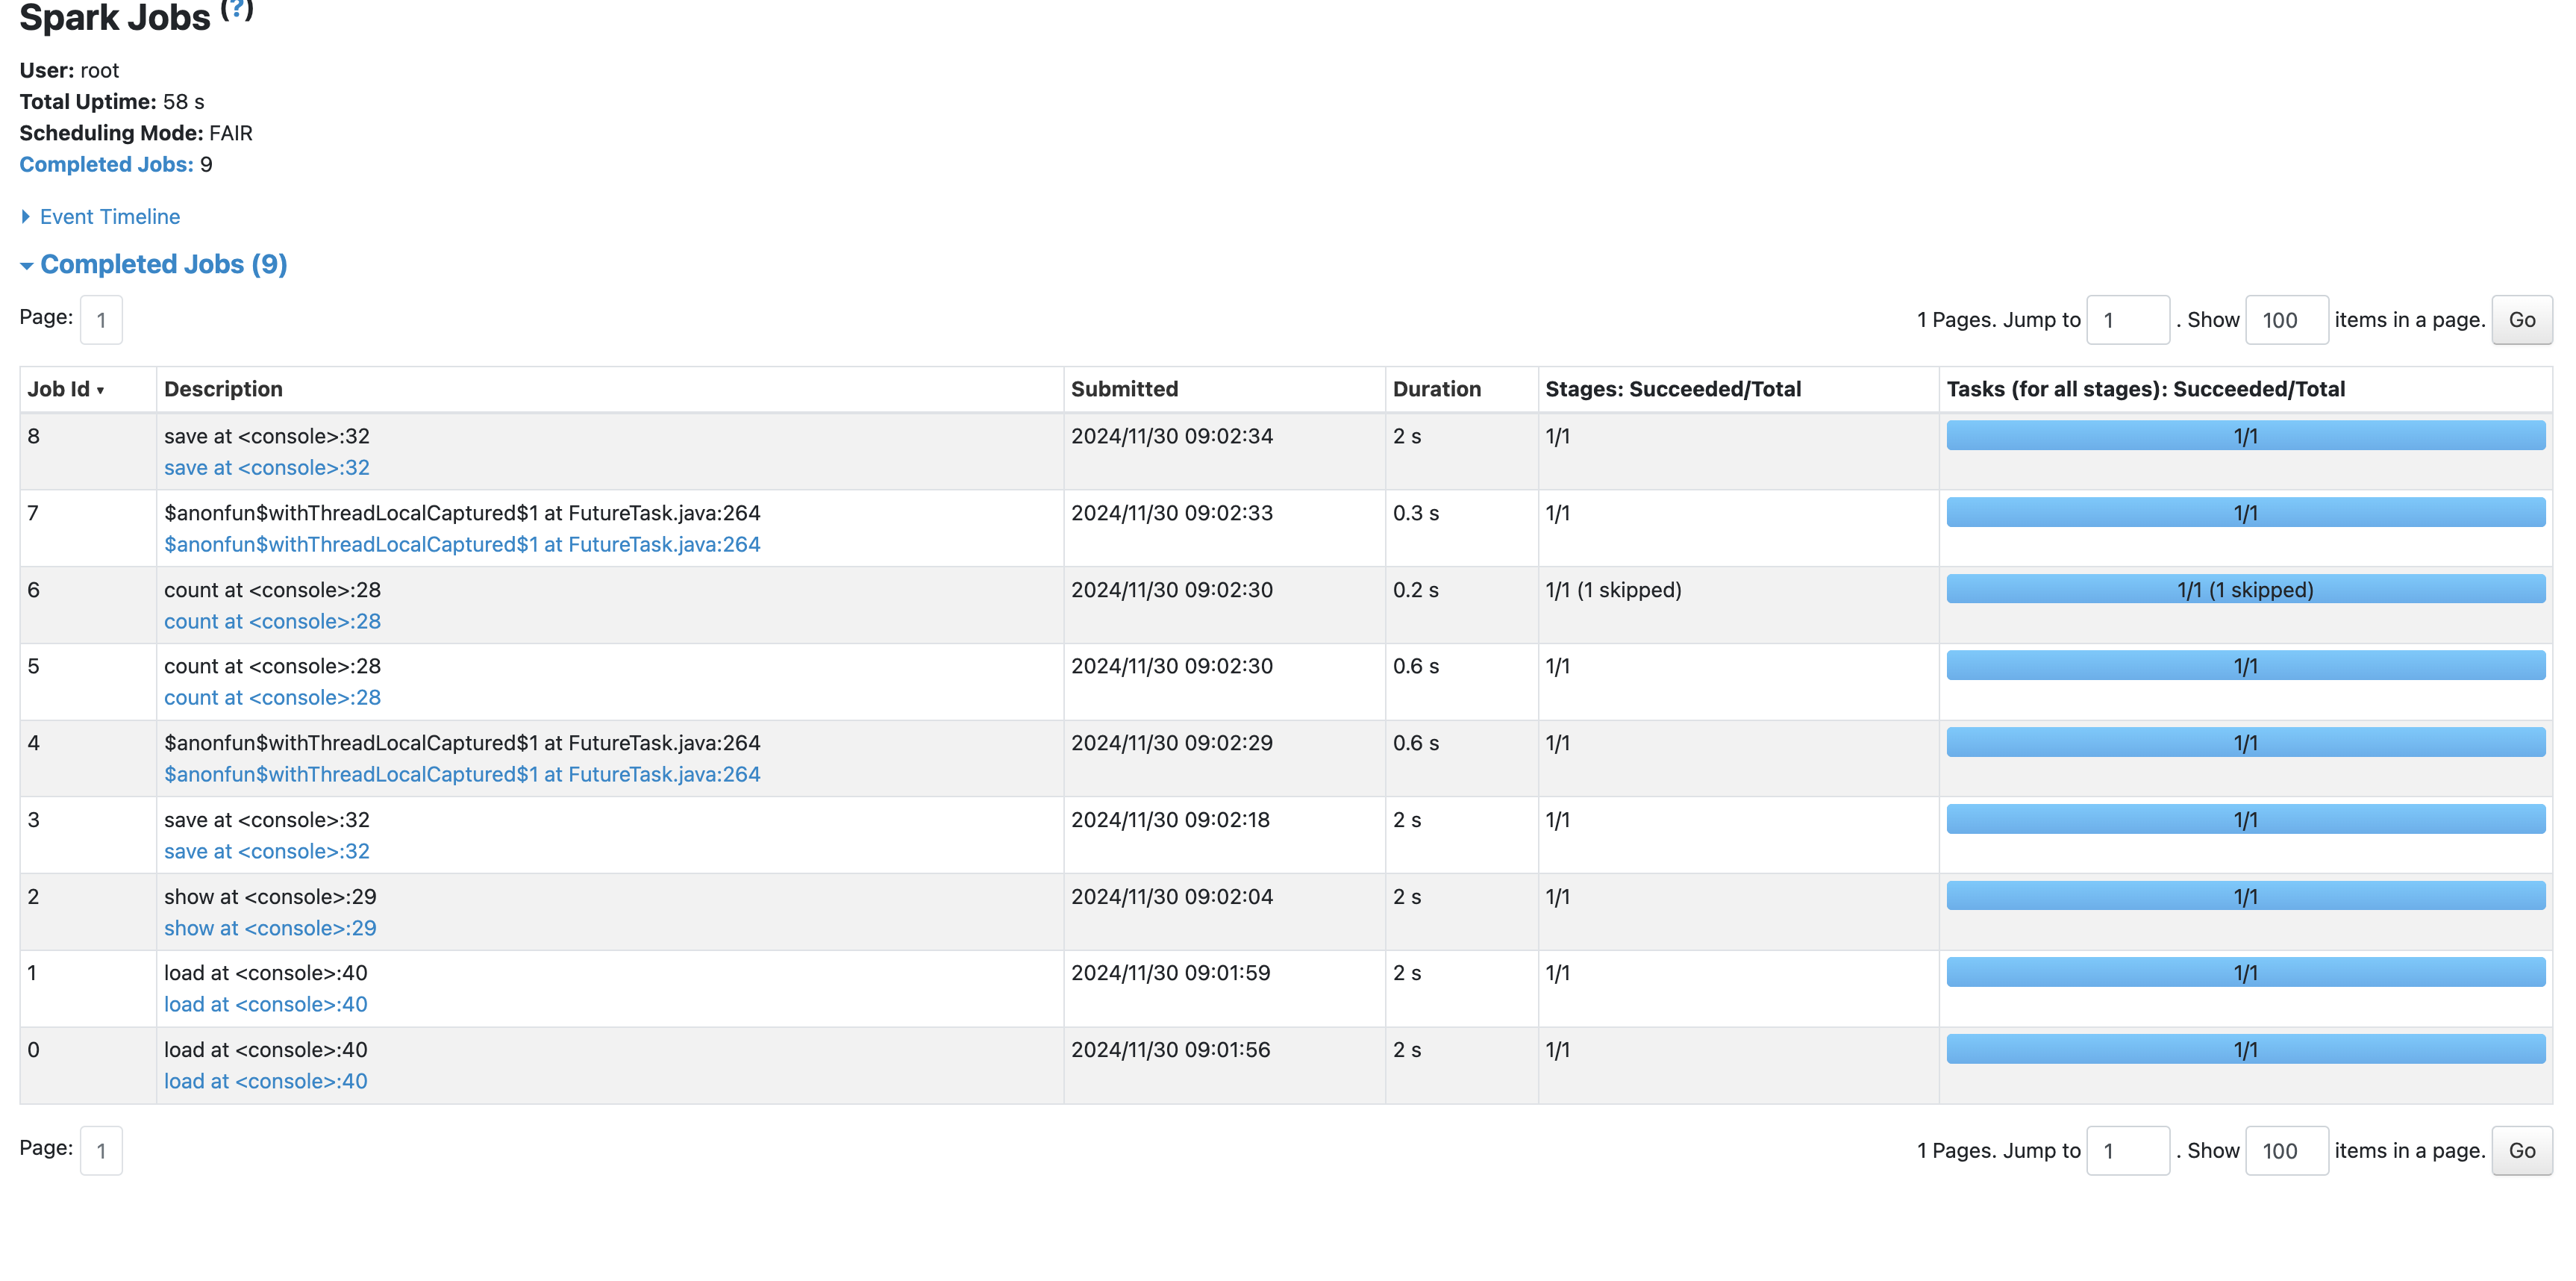 Spark Jobs (?)
User: root
Total Uptime: 58 s
Scheduling Mode: FAIR
Completed Jobs: 9
Event Timeline
Completed Jobs (9)
Page: 1 1 Pages. Jump to 1 . Show 100 items in a page. Go
Job Id ▾ Description Submitted Duration Stages: Succeeded/Total Tasks (for all stages): Succeeded/Total
8 save at <console>:32 2024/11/30 09:02:34 2 s 1/1 1/1
save at <console>:32
7 $anonfun$withThreadLocalCaptured$1 at FutureTask.java:264 2024/11/30 09:02:33 0.3 s 1/1 1/1
$anonfun$withThreadLocalCaptured$1 at FutureTask.java:264
6 count at <console>:28 2024/11/30 09:02:30 0.2 s 1/1 (1 skipped) 1/1 (1 skipped)
count at <console>:28
5 count at <console>:28 2024/11/30 09:02:30 0.6 s 1/1 1/1
count at <console>:28
4 $anonfun$withThreadLocalCaptured$1 at FutureTask.java:264 2024/11/30 09:02:29 0.6 s 1/1 1/1
$anonfun$withThreadLocalCaptured$1 at FutureTask.java:264
3 save at <console>:32 2024/11/30 09:02:18 2 s 1/1 1/1
save at <console>:32
2 show at <console>:29 2024/11/30 09:02:04 2 s 1/1 1/1
show at <console>:29
1 load at <console>:40 2024/11/30 09:01:59 2 s 1/1 1/1
load at <console>:40
0 load at <console>:40 2024/11/30 09:01:56 2 s 1/1 1/1
load at <console>:40
Page: 1 1 Pages. Jump to 1 . Show 100 items in a page. Go